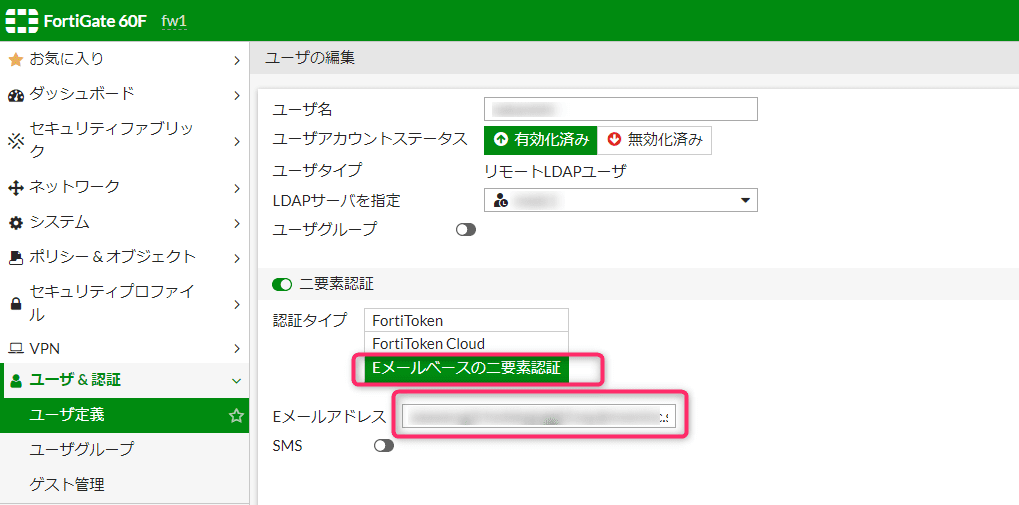 FortiGate 60F fw1
お気に入り
ダッシュボード
セキュリティファブリッ
ク
ネットワーク
システム
ポリシー & オブジェクト
セキュリティプロファイ
ル
VPN
ユーザ & 認証
ユーザ定義
ユーザグループ
ゲスト管理
ユーザの編集
ユーザ名
ユーザアカウントステータス 有効化済み 無効化済み
ユーザタイプ リモートLDAPユーザ
LDAPサーバを指定
ユーザグループ
二要素認証
認証タイプ FortiToken
FortiToken Cloud
Eメールベースの二要素認証
Eメールアドレス
SMS